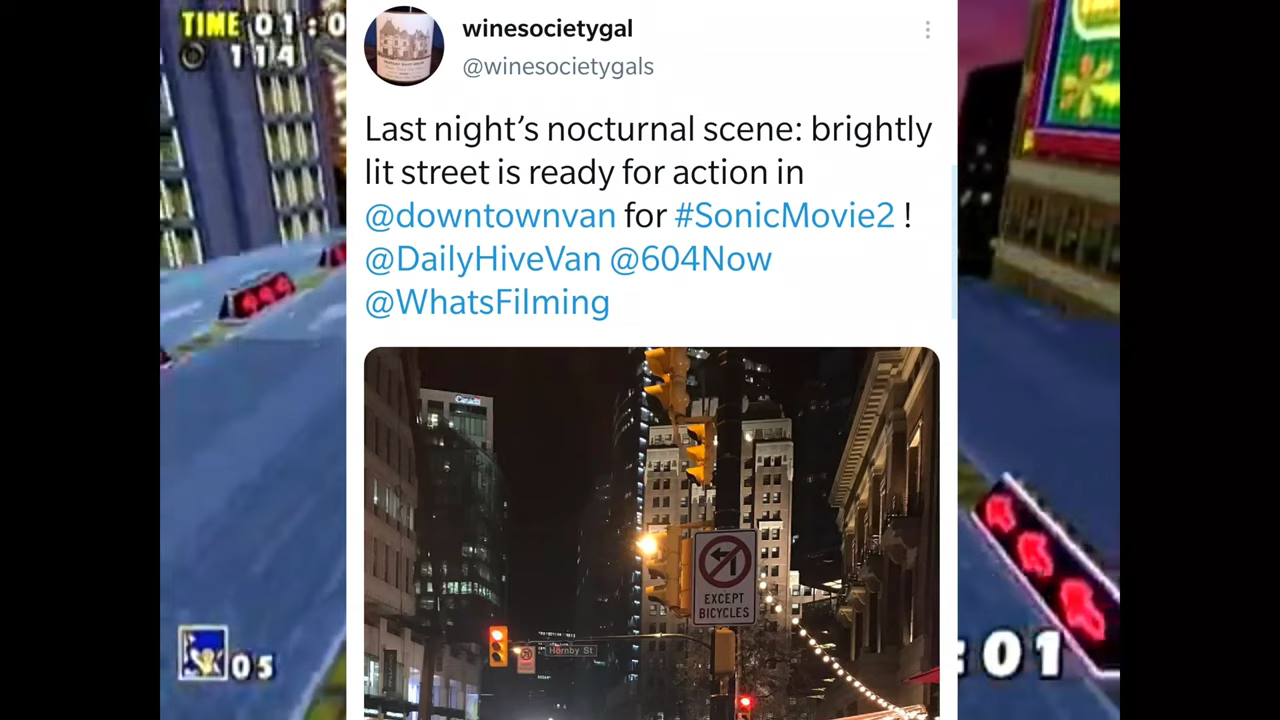 TIME 01:0
114
winesocietygal
@winesocietygals
Last night's nocturnal scene: brightly
lit street is ready for action in
@downtownvan for #SonicMovie2 !
@DailyHiveVan @604Now
@WhatsFilming
Canada
EXCEPT
BICYCLES
Hornby St
05
:01